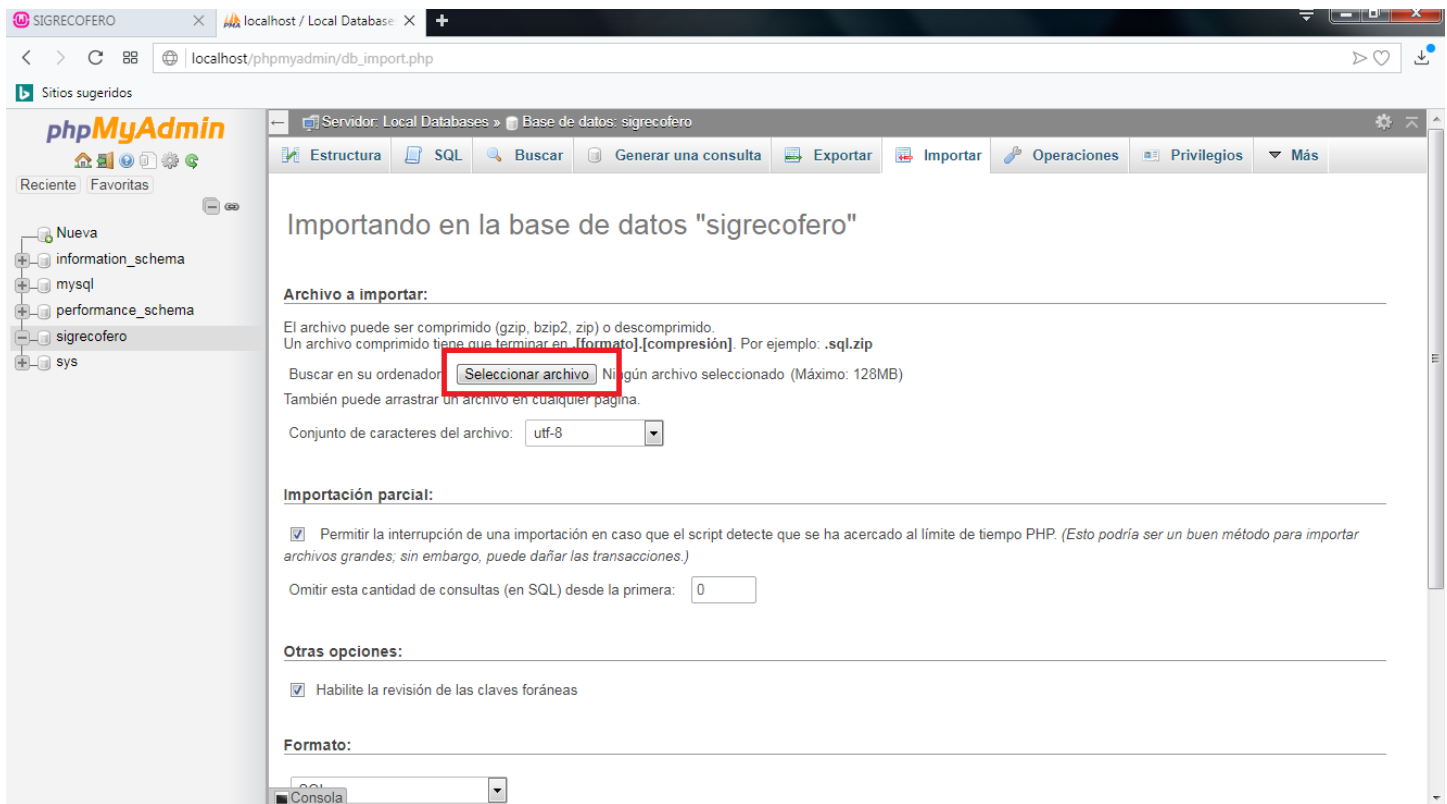 SIGRECOFERO
localhost / Local Database
localhost/phpmyadmin/db_import.php
Sitios sugeridos
phpMyAdmin
Reciente Favoritas
Nueva
information_schema
mysql
performance_schema
sigrecofero
sys
Servidor: Local Databases » Base de datos: sigrecofero
Estructura SQL Buscar Generar una consulta Exportar Importar Operaciones Privilegios Más
Importando en la base de datos "sigrecofero"
Archivo a importar:
El archivo puede ser comprimido (gzip, bzip2, zip) o descomprimido.
Un archivo comprimido tiene que terminar en .[formato].[compresión]. Por ejemplo: .sql.zip
Buscar en su ordenador: Seleccionar archivo Ningún archivo seleccionado (Máximo: 128MB)
También puede arrastrar un archivo en cualquier página.
Conjunto de caracteres del archivo: utf-8
Importación parcial:
Permitir la interrupción de una importación en caso que el script detecte que se ha acercado al límite de tiempo PHP. (Esto podría ser un buen método para importar
archivos grandes; sin embargo, puede dañar las transacciones.)
Omitir esta cantidad de consultas (en SQL) desde la primera: 0
Otras opciones:
Habilite la revisión de las claves foráneas
Formato:
SQL
Consola